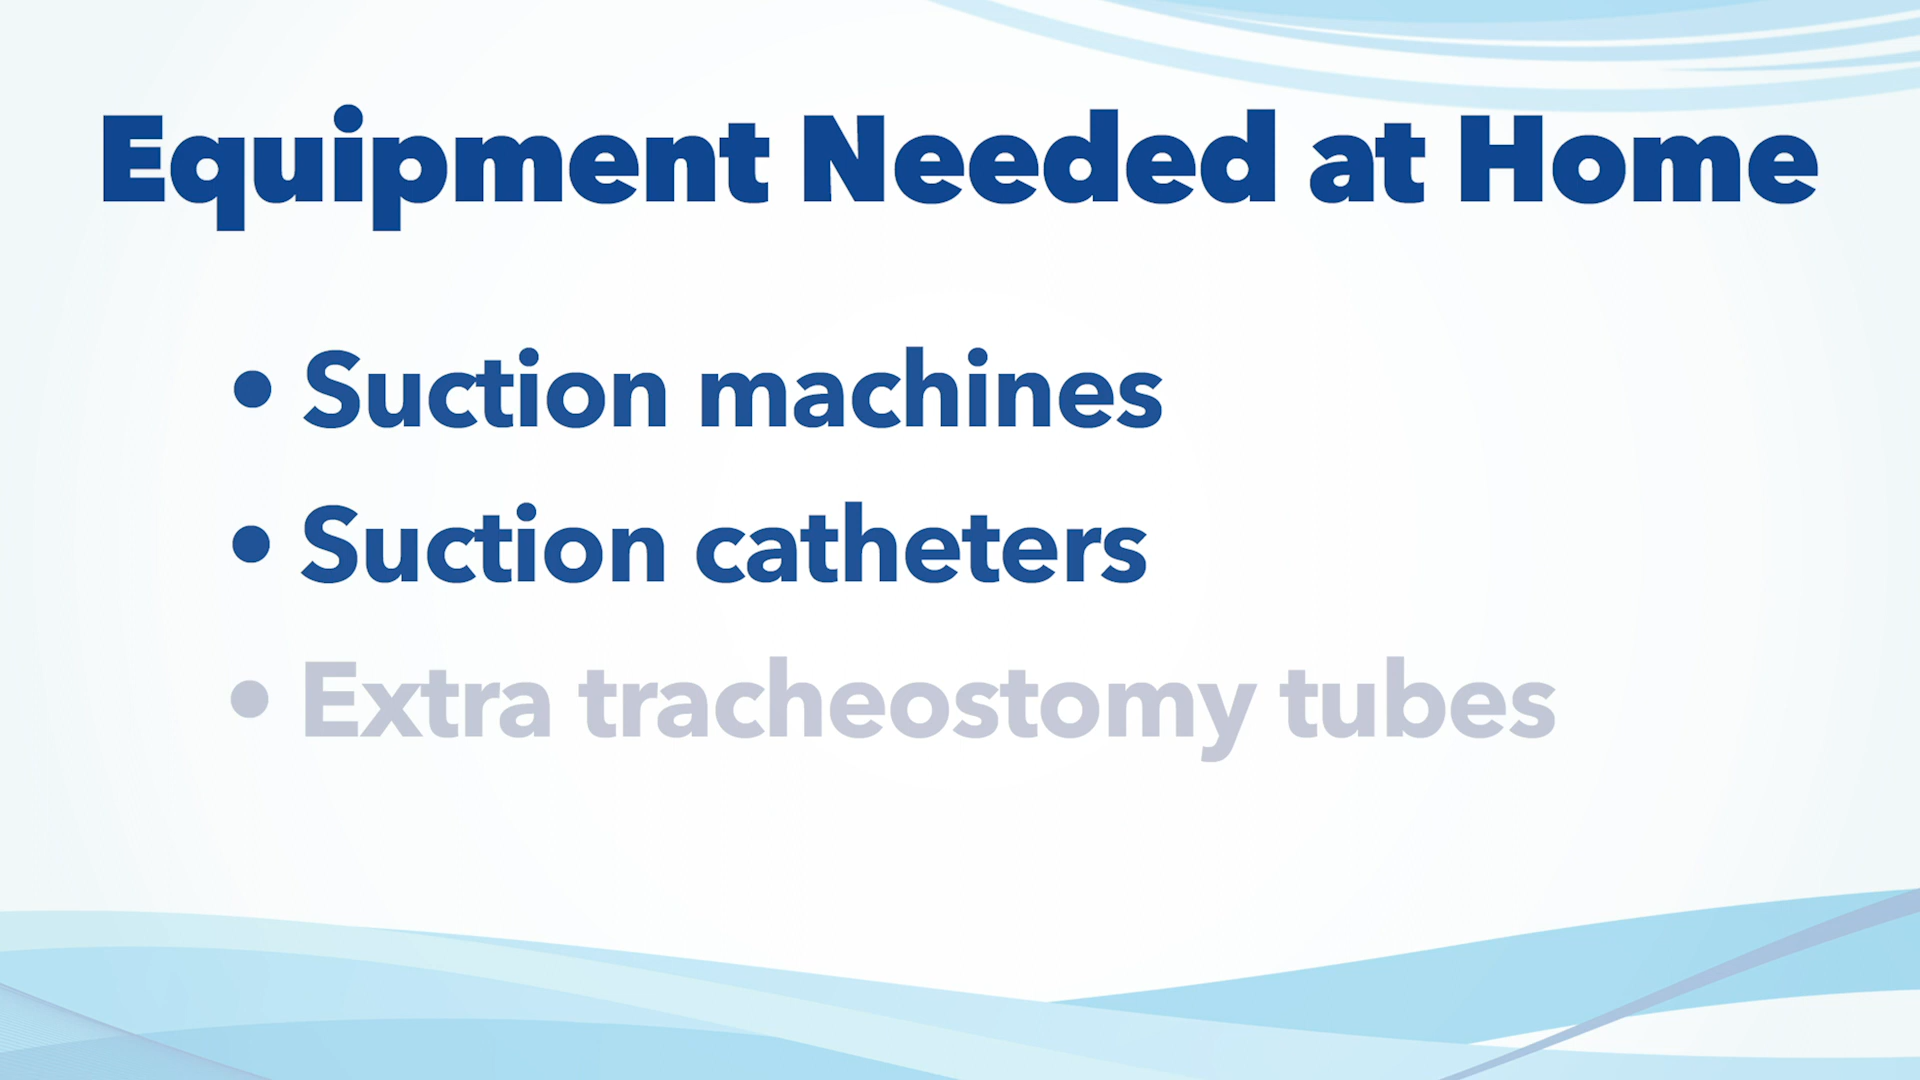 Equipment Needed at Home
• Suction machines
• Suction catheters
• Extra tracheostomy tubes